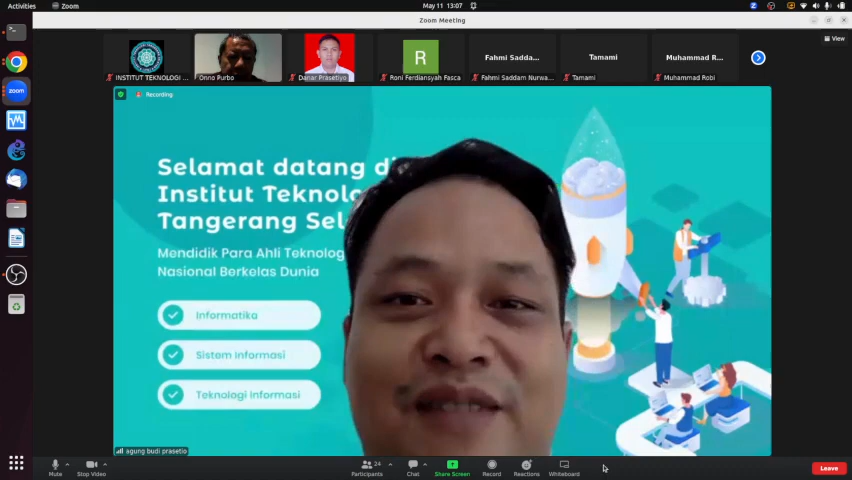 Activities
Zoom
May 11 13:07
Zoom Meeting
View
INSTITUT TEKNOLOGI ...
Onno Purbo
Danar Prasetiyo
R
Roni Ferdiansyah Fasca
Fahmi Sadda...
Fahmi Saddam Nurwa...
Tamami
Tamami
Muhammad R...
Muhammad Robi
zoom
Recording
Selamat datang di
Institut Teknolo
Tangerang Sel
Mendidik Para Ahli Teknolog
Nasional Berkelas Dunia
Informatika
Sistem Informasi
Teknologi Informasi
agung budi prasetio
Mute
Stop Video
Participants
24
Chat
Share Screen
Record
Reactions
Whiteboard
Leave